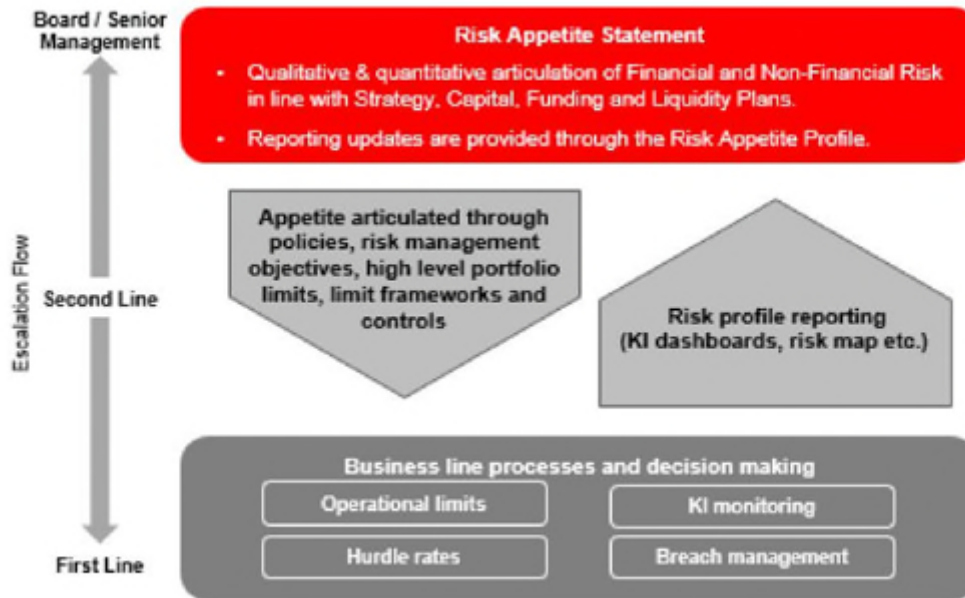 Board / Senior
Management
Escalation Flow
Second Line
First Line
Risk Appetite Statement
• Qualitative & quantitative articulation of Financial and Non-Financial Risk
in line with Strategy, Capital, Funding and Liquidity Plans.
• Reporting updates are provided through the Risk Appetite Profile.
Appetite articulated through
policies, risk management
objectives, high level portfolio
limits, limit frameworks and
controls
Risk profile reporting
(KI dashboards, risk map etc.)
Business line processes and decision making
Operational limits
KI monitoring
Hurdle rates
Breach management